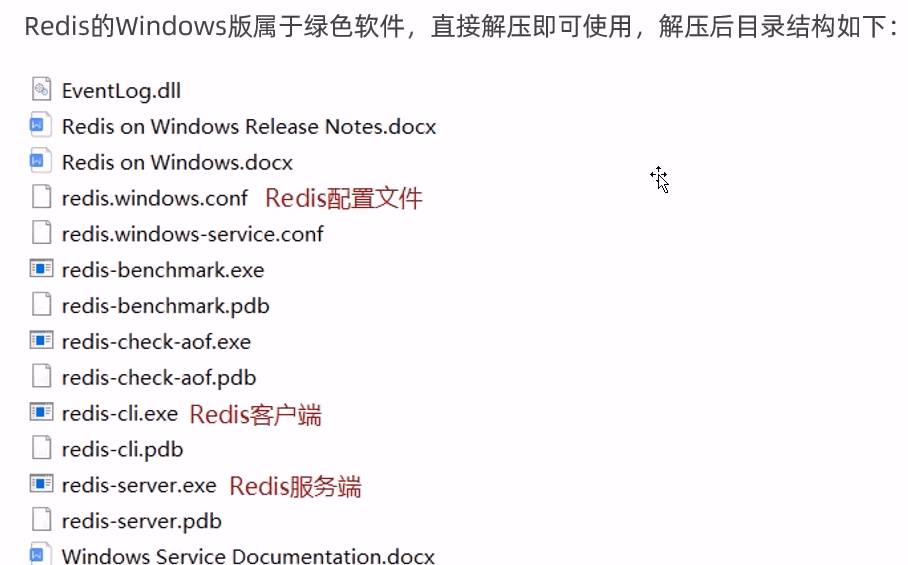 Redis的Windows版属于绿色软件，直接解压即可使用，解压后目录结构如下：
EventLog.dll
Redis on Windows Release Notes.docx
Redis on Windows.docx
redis.windows.conf Redis配置文件
redis.windows-service.conf
redis-benchmark.exe
redis-benchmark.pdb
redis-check-aof.exe
redis-check-aof.pdb
redis-cli.exe Redis客户端
redis-cli.pdb
redis-server.exe Redis服务端
redis-server.pdb
Windows Service Documentation.docx